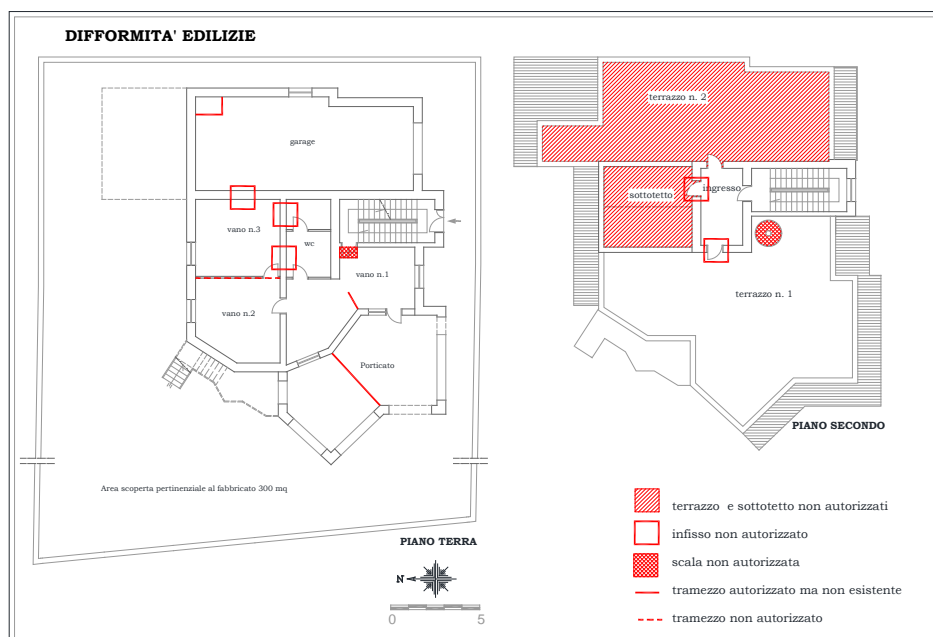 DIFFORMITA' EDILIZIE
garage
vano n.3
wc
vano n.1
vano n.2
Porticato
Area scoperta pertinenziale al fabbricato 300 mq
PIANO TERRA
N
0 5
terrazzo n. 2
sottotetto
ingresso
terrazzo n. 1
PIANO SECONDO
terrazzo e sottotetto non autorizzati
infisso non autorizzato
scala non autorizzata
tramezzo autorizzato ma non esistente
tramezzo non autorizzato